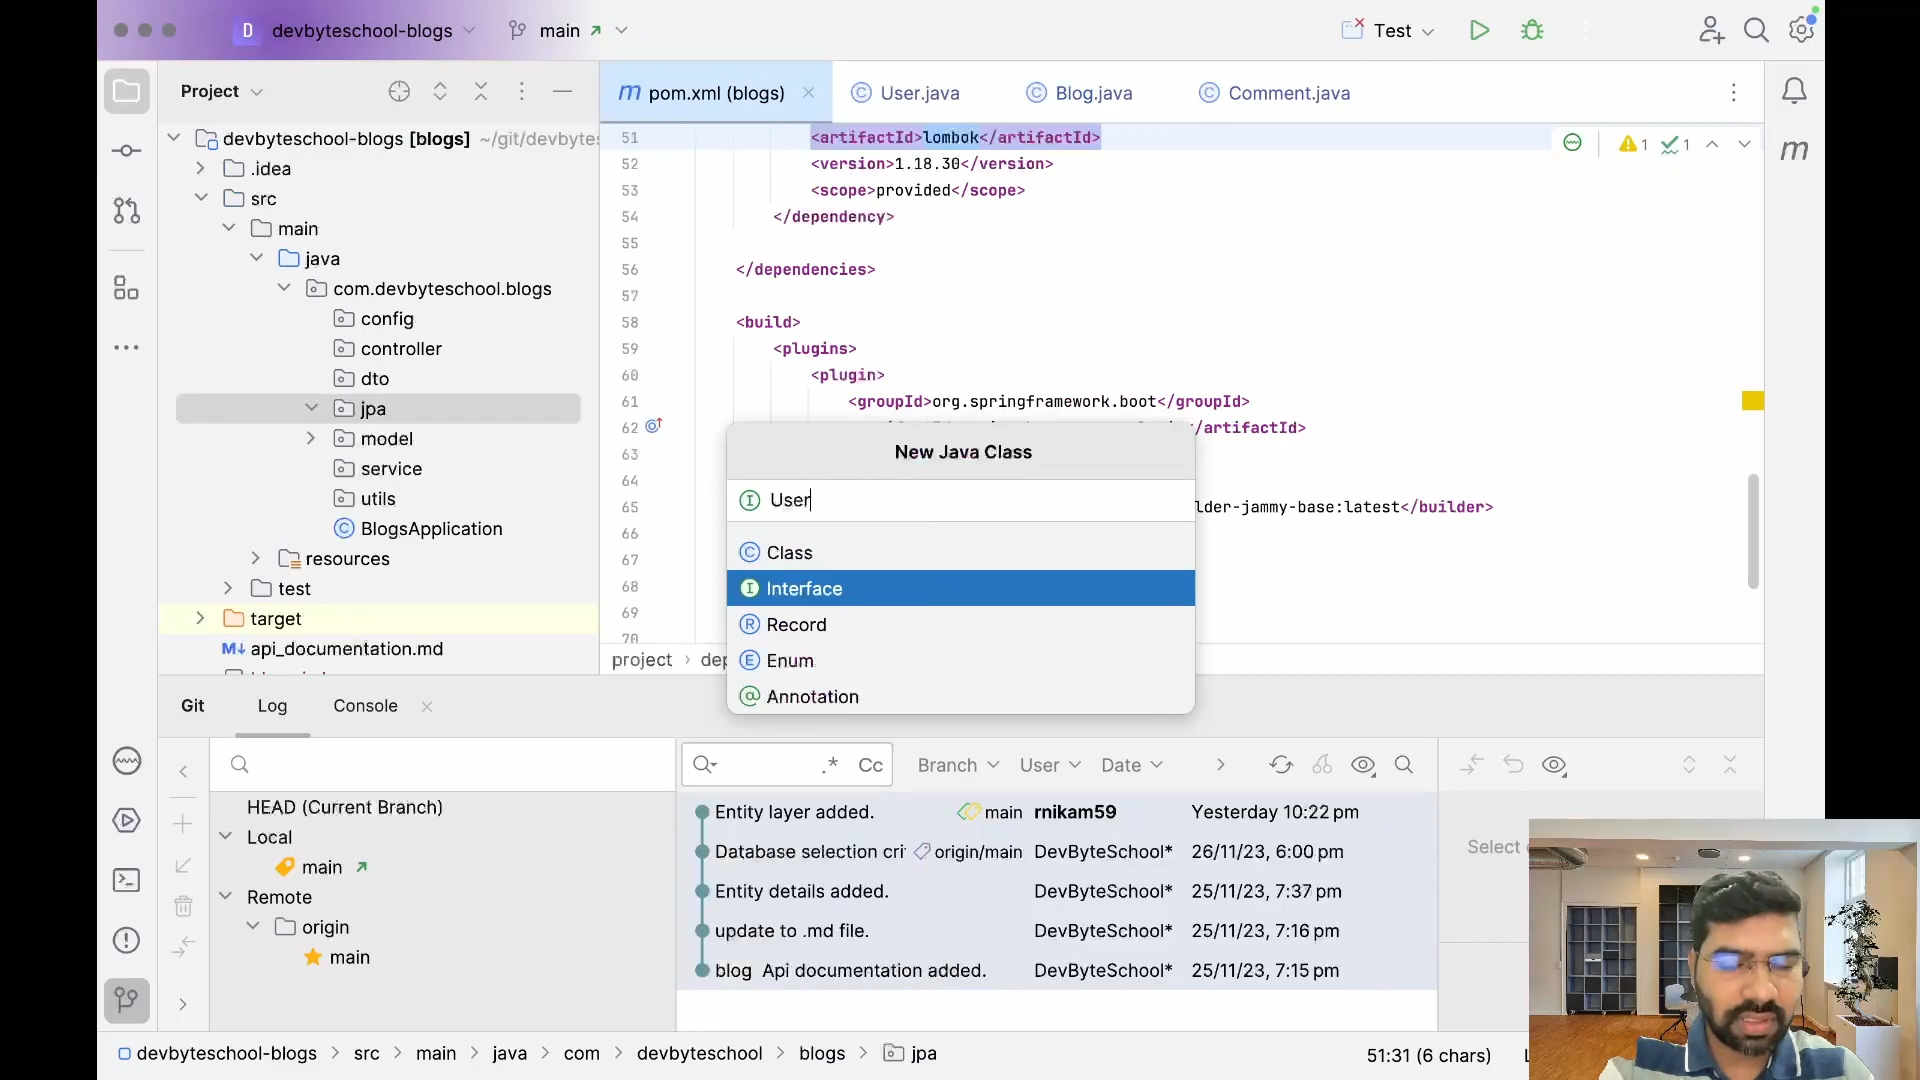 D devbyteschool-blogs main Test
Project
pom.xml (blogs) User.java Blog.java Comment.java
devbyteschool-blogs [blogs] ~/git/devbytes
.idea
src
main
java
com.devbyteschool.blogs
config
controller
dto
jpa
model
service
utils
BlogsApplication
resources
test
target
M↓ api_documentation.md
51 <artifactId>lombok</artifactId>
52 <version>1.18.30</version>
53 <scope>provided</scope>
54 </dependency>
55
56 </dependencies>
57
58 <build>
59 <plugins>
60 <plugin>
61 <groupId>org.springframework.boot</groupId>
62 </artifactId>
63
64
65 lder-jammy-base:latest</builder>
66
67
68
69
70
1 1
New Java Class
User
Class
Interface
Record
Enum
Annotation
project › dep
Git Log Console
.* Cc Branch User Date
HEAD (Current Branch)
Local
main
Remote
origin
main
Entity layer added. main rnikam59 Yesterday 10:22 pm
Database selection cri origin/main DevByteSchool* 26/11/23, 6:00 pm
Entity details added. DevByteSchool* 25/11/23, 7:37 pm
update to .md file. DevByteSchool* 25/11/23, 7:16 pm
blog Api documentation added. DevByteSchool* 25/11/23, 7:15 pm
Select
devbyteschool-blogs > src > main > java > com > devbyteschool > blogs > jpa 51:31 (6 chars)